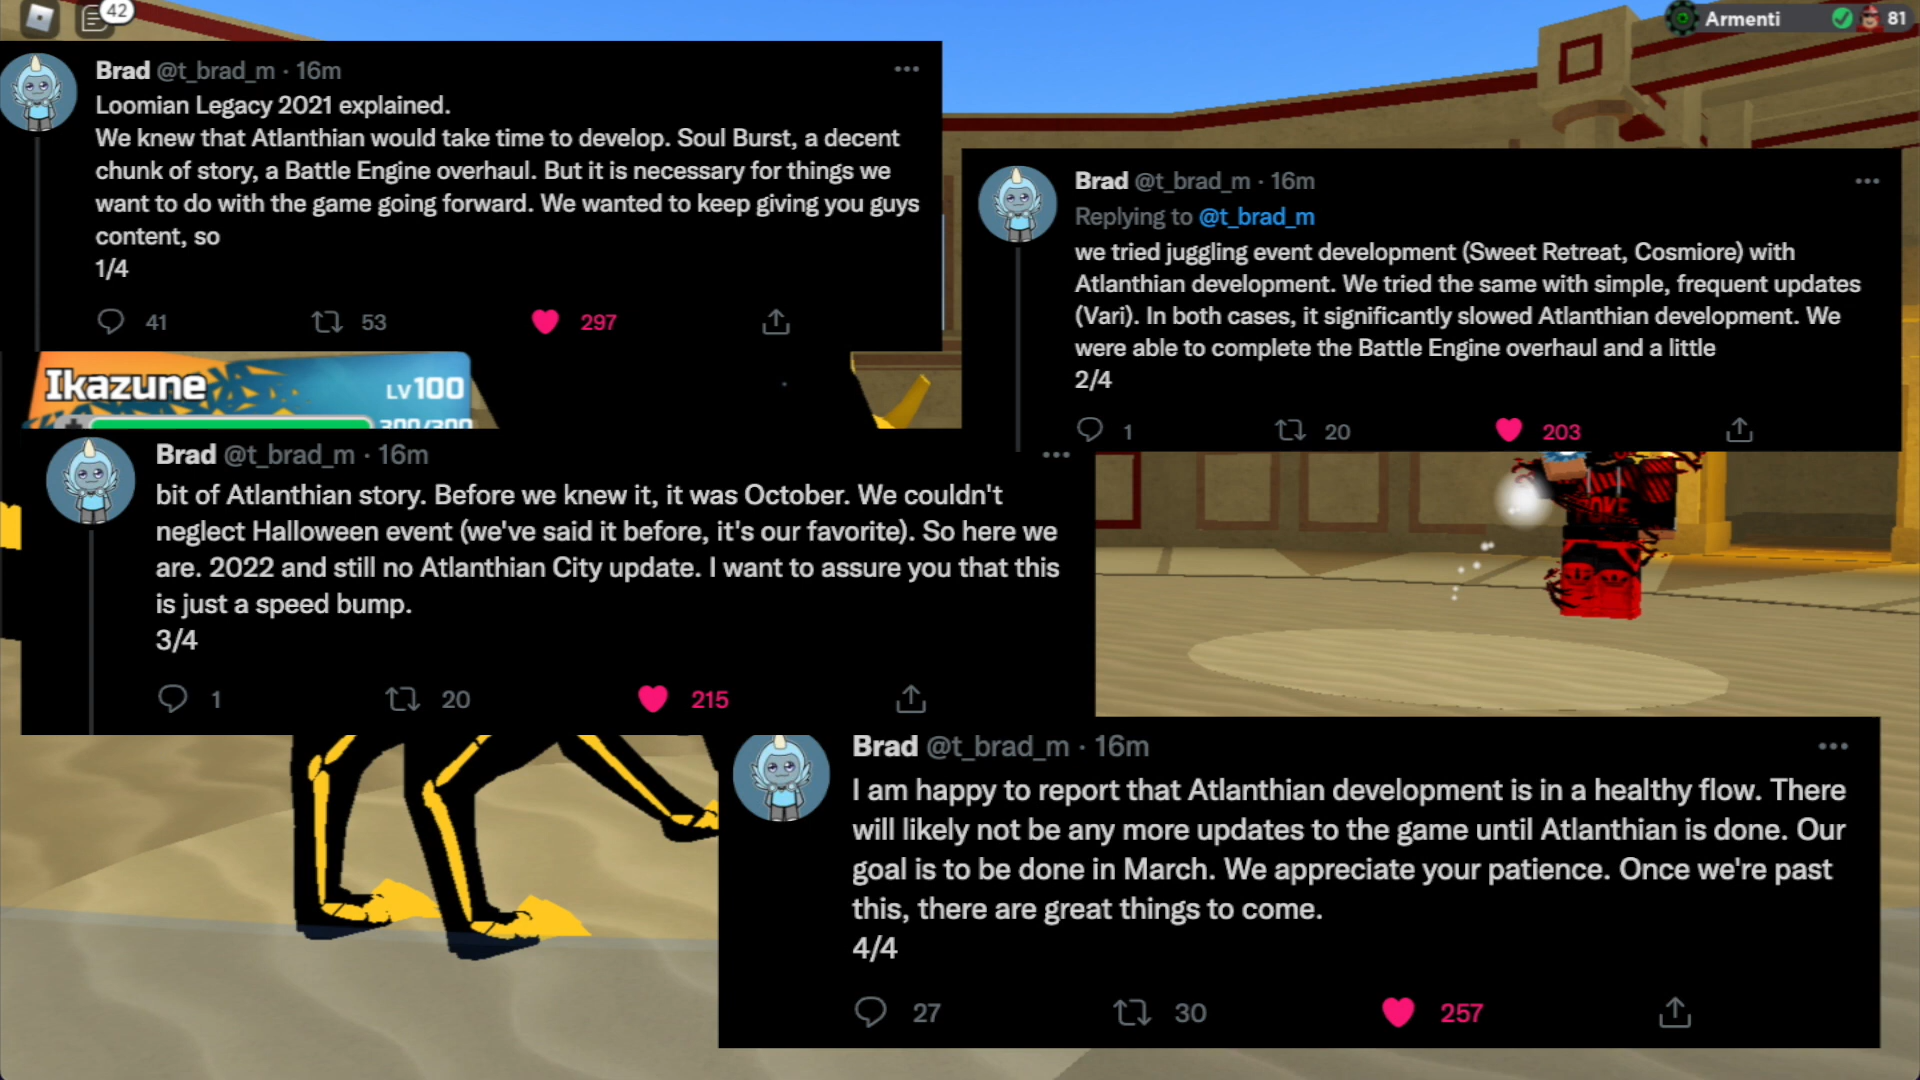 42
Armenti 81
Brad @t_brad_m · 16m
Loomian Legacy 2021 explained.
We knew that Atlanthian would take time to develop. Soul Burst, a decent
chunk of story, a Battle Engine overhaul. But it is necessary for things we
want to do with the game going forward. We wanted to keep giving you guys
content, so
1/4
41 53 297
Brad @t_brad_m · 16m
Replying to @t_brad_m
we tried juggling event development (Sweet Retreat, Cosmiore) with
Atlanthian development. We tried the same with simple, frequent updates
(Vari). In both cases, it significantly slowed Atlanthian development. We
were able to complete the Battle Engine overhaul and a little
2/4
1 20 203
Ikazune LV100
Brad @t_brad_m · 16m
bit of Atlanthian story. Before we knew it, it was October. We couldn't
neglect Halloween event (we've said it before, it's our favorite). So here we
are. 2022 and still no Atlanthian City update. I want to assure you that this
is just a speed bump.
3/4
1 20 215
Brad @t_brad_m · 16m
I am happy to report that Atlanthian development is in a healthy flow. There
will likely not be any more updates to the game until Atlanthian is done. Our
goal is to be done in March. We appreciate your patience. Once we're past
this, there are great things to come.
4/4
27 30 257